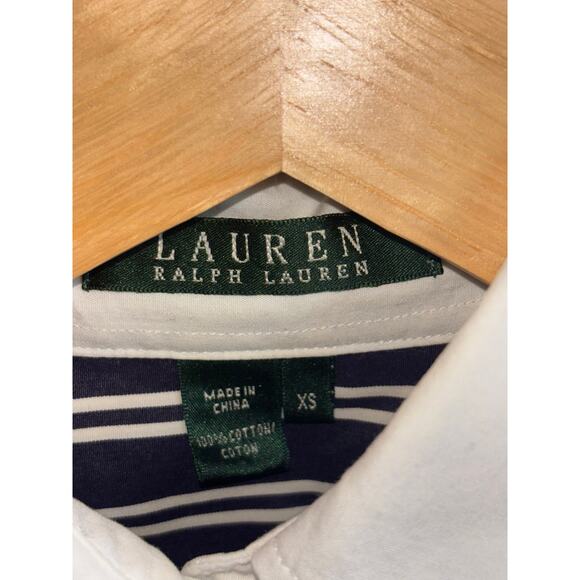 LAUREN
RALPH LAUREN
MADE IN
CHINA
100% COTTON/
COTON
XS